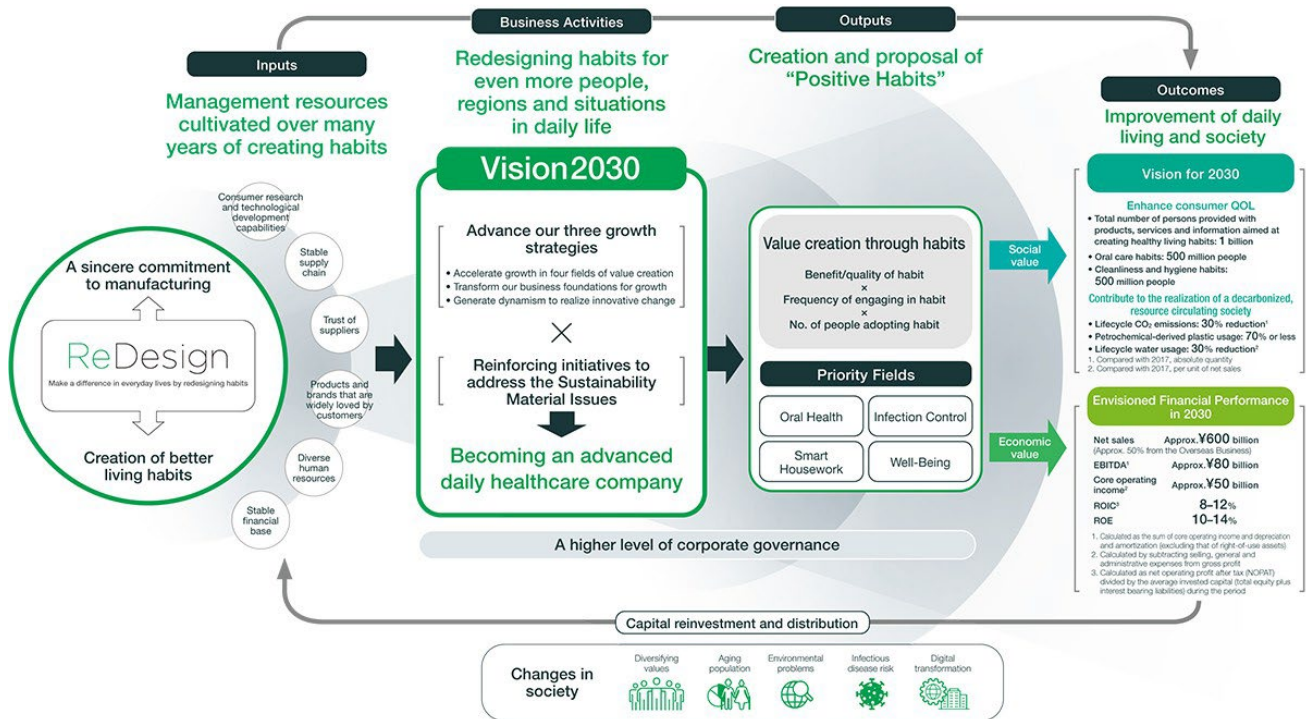 Inputs
Management resources
cultivated over many
years of creating habits
A sincere commitment
to manufacturing
ReDesign
Make a difference in everyday lives by redesigning habits
Creation of better
living habits
Consumer research
and technological
development
capabilities
Stable
supply
chain
Trust of
suppliers
Products and
brands that are
widely loved by
customers
Diverse
human
resources
Stable
financial
base
Business Activities
Redesigning habits for
even more people,
regions and situations
in daily life
Vision2030
Advance our three growth
strategies
• Accelerate growth in four fields of value creation
• Transform our business foundations for growth
• Generate dynamism to realize innovative change
×
Reinforcing initiatives to
address the Sustainability
Material Issues
Becoming an advanced
daily healthcare company
A higher level of corporate governance
Outputs
Creation and proposal of
“Positive Habits”
Value creation through habits
Benefit/quality of habit
×
Frequency of engaging in habit
×
No. of people adopting habit
Priority Fields
Oral Health
Infection Control
Smart
Housework
Well-Being
Social
value
Economic
value
Outcomes
Improvement of daily
living and society
Vision for 2030
Enhance consumer QOL
• Total number of persons provided with
products, services and information aimed at
creating healthy living habits: 1 billion
• Oral care habits: 500 million people
• Cleanliness and hygiene habits:
500 million people
Contribute to the realization of a decarbonized,
resource circulating society
• Lifecycle CO₂ emissions: 30% reduction¹
• Petrochemical-derived plastic usage: 70% or less
• Lifecycle water usage: 30% reduction²
1. Compared with 2017, absolute quantity
2. Compared with 2017, per unit of net sales
Envisioned Financial Performance
in 2030
Net sales Approx.¥600 billion
(Approx. 50% from the Overseas Business)
EBITDA¹ Approx.¥80 billion
Core operating
income² Approx.¥50 billion
ROIC³ 8–12%
ROE 10–14%
1. Calculated as the sum of core operating income and depreciation
and amortization (excluding that of right-of-use assets)
2. Calculated by subtracting selling, general and
administrative expenses from gross profit
3. Calculated as net operating profit after tax (NOPAT)
divided by the average invested capital (total equity plus
interest bearing liabilities) during the period
Capital reinvestment and distribution
Changes in
society
Diversifying
values
Aging
population
Environmental
problems
Infectious
disease risk
Digital
transformation